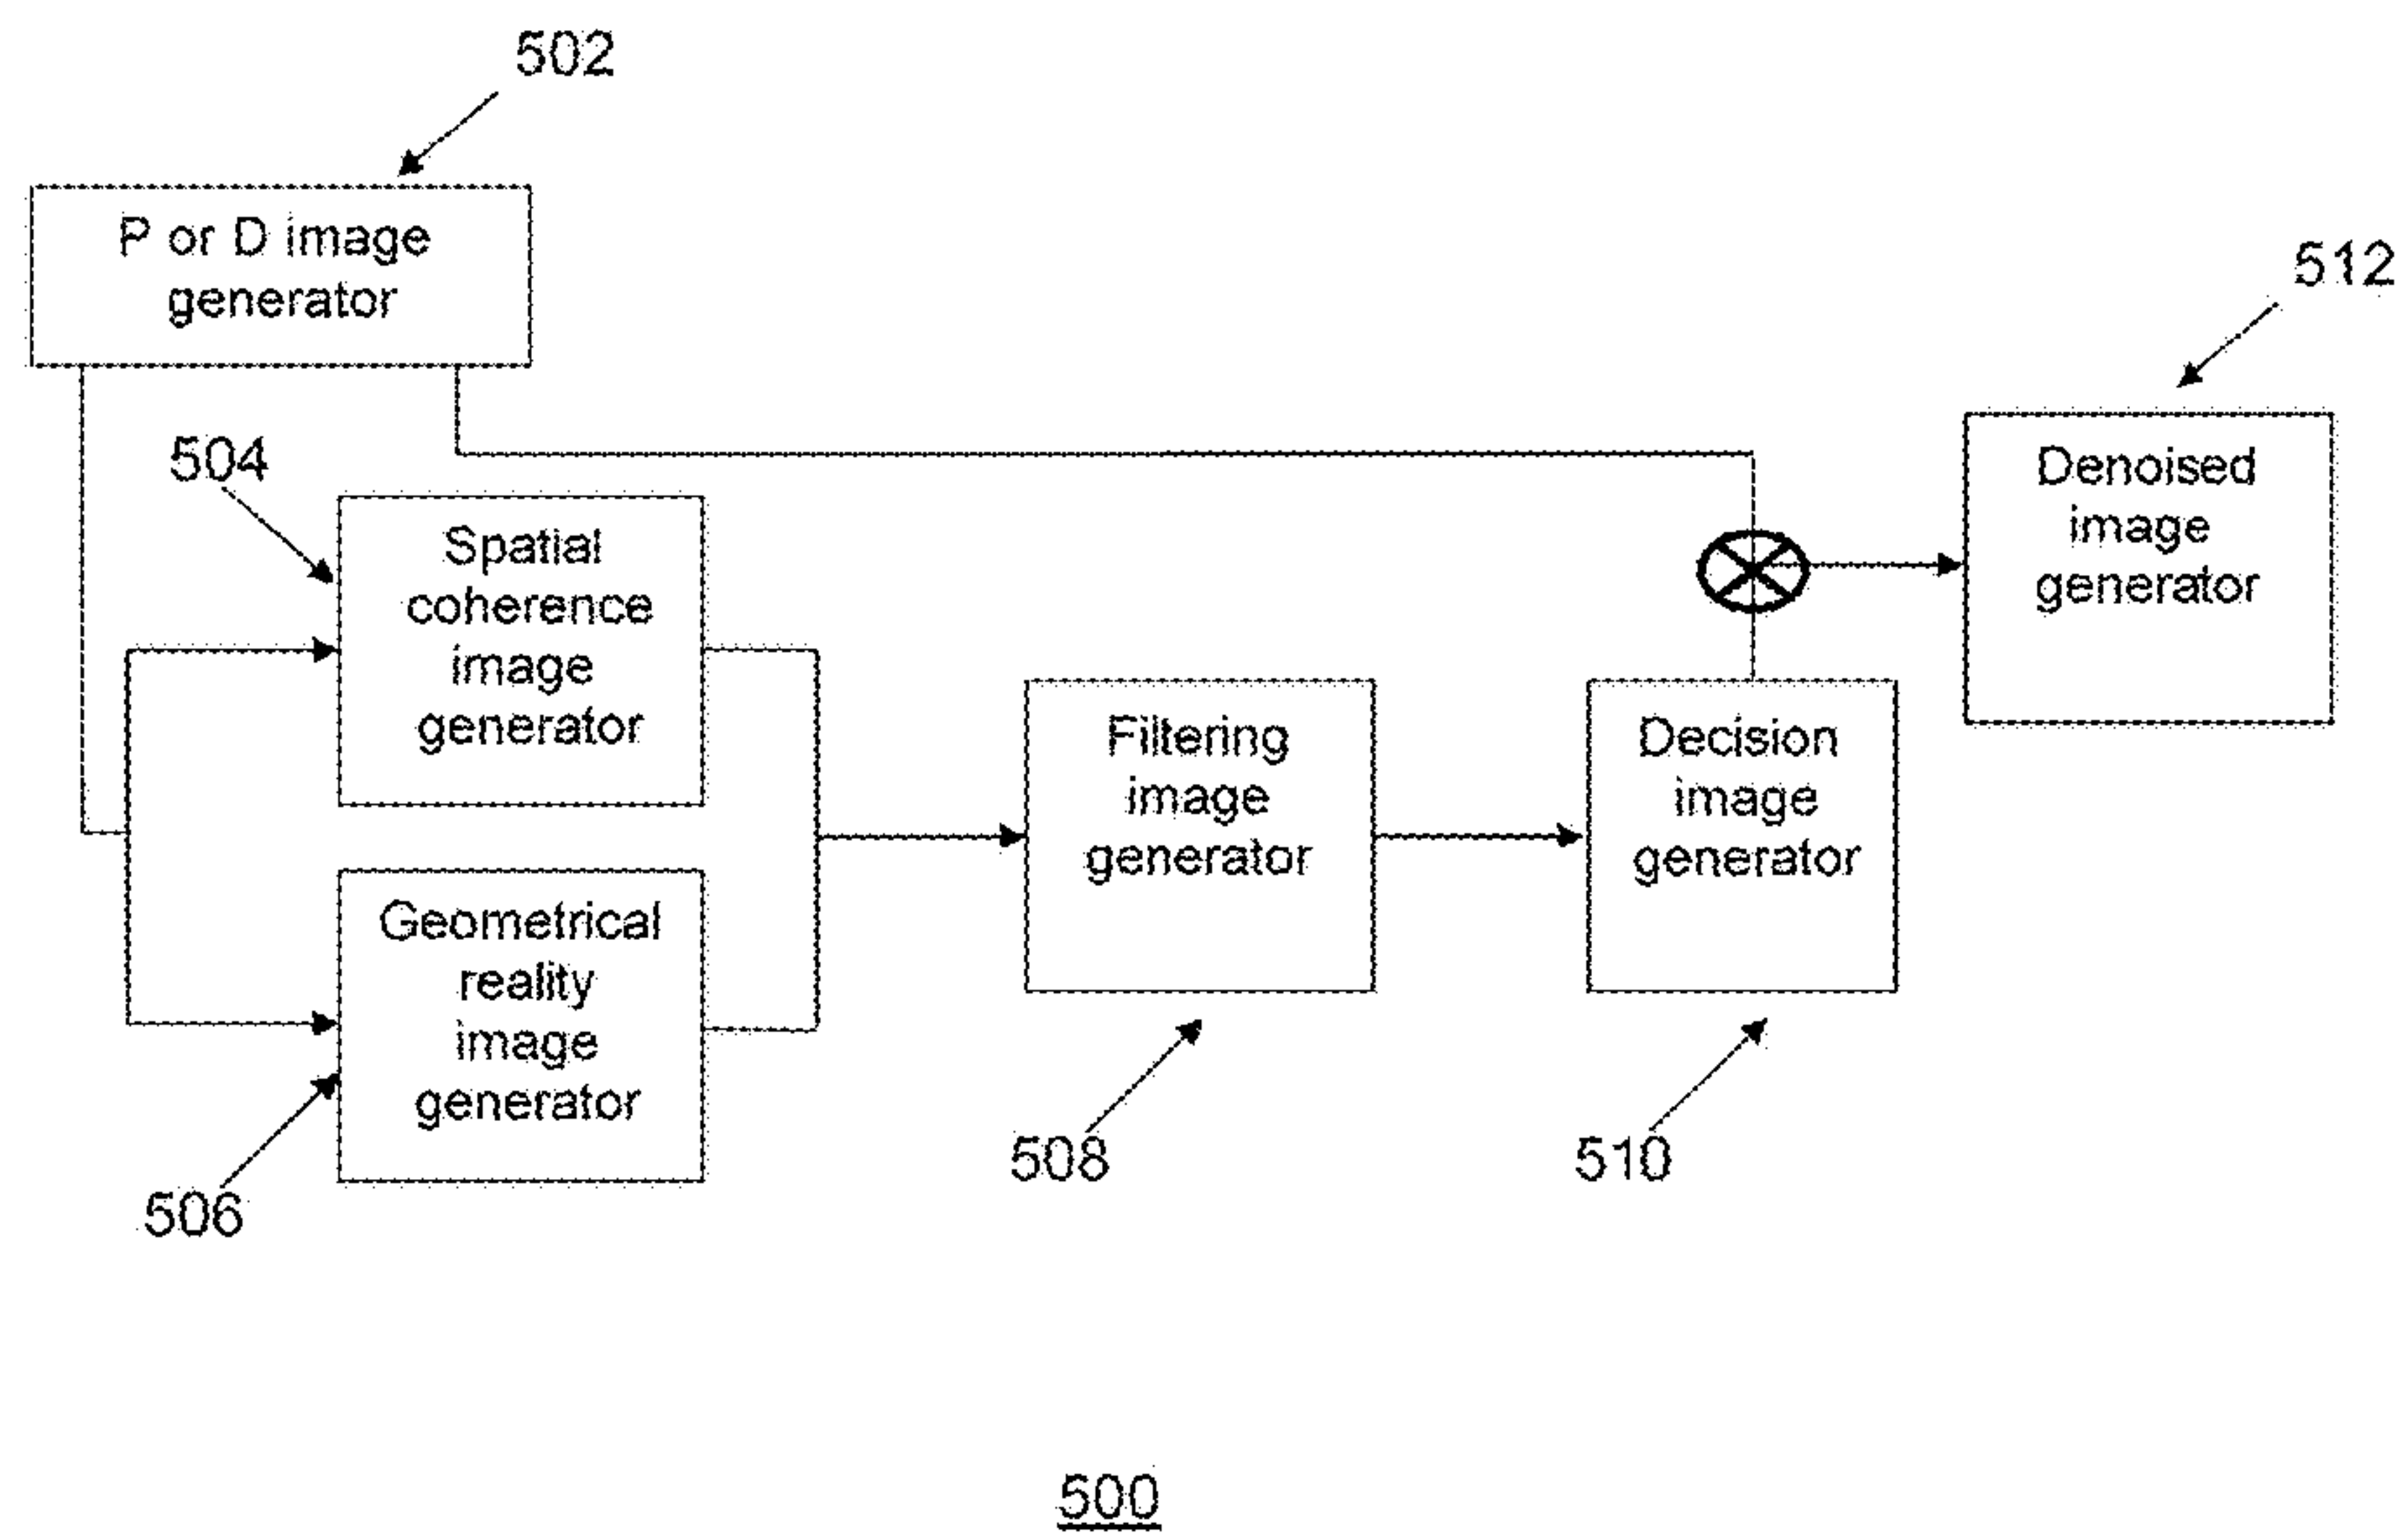 502
P or D image
generator
512
504
Spatial
coherence
image
generator
Denoised
image
generator
Filtering
image
generator
Decision
image
generator
Geometrical
reality
image
generator
506
508
510
500